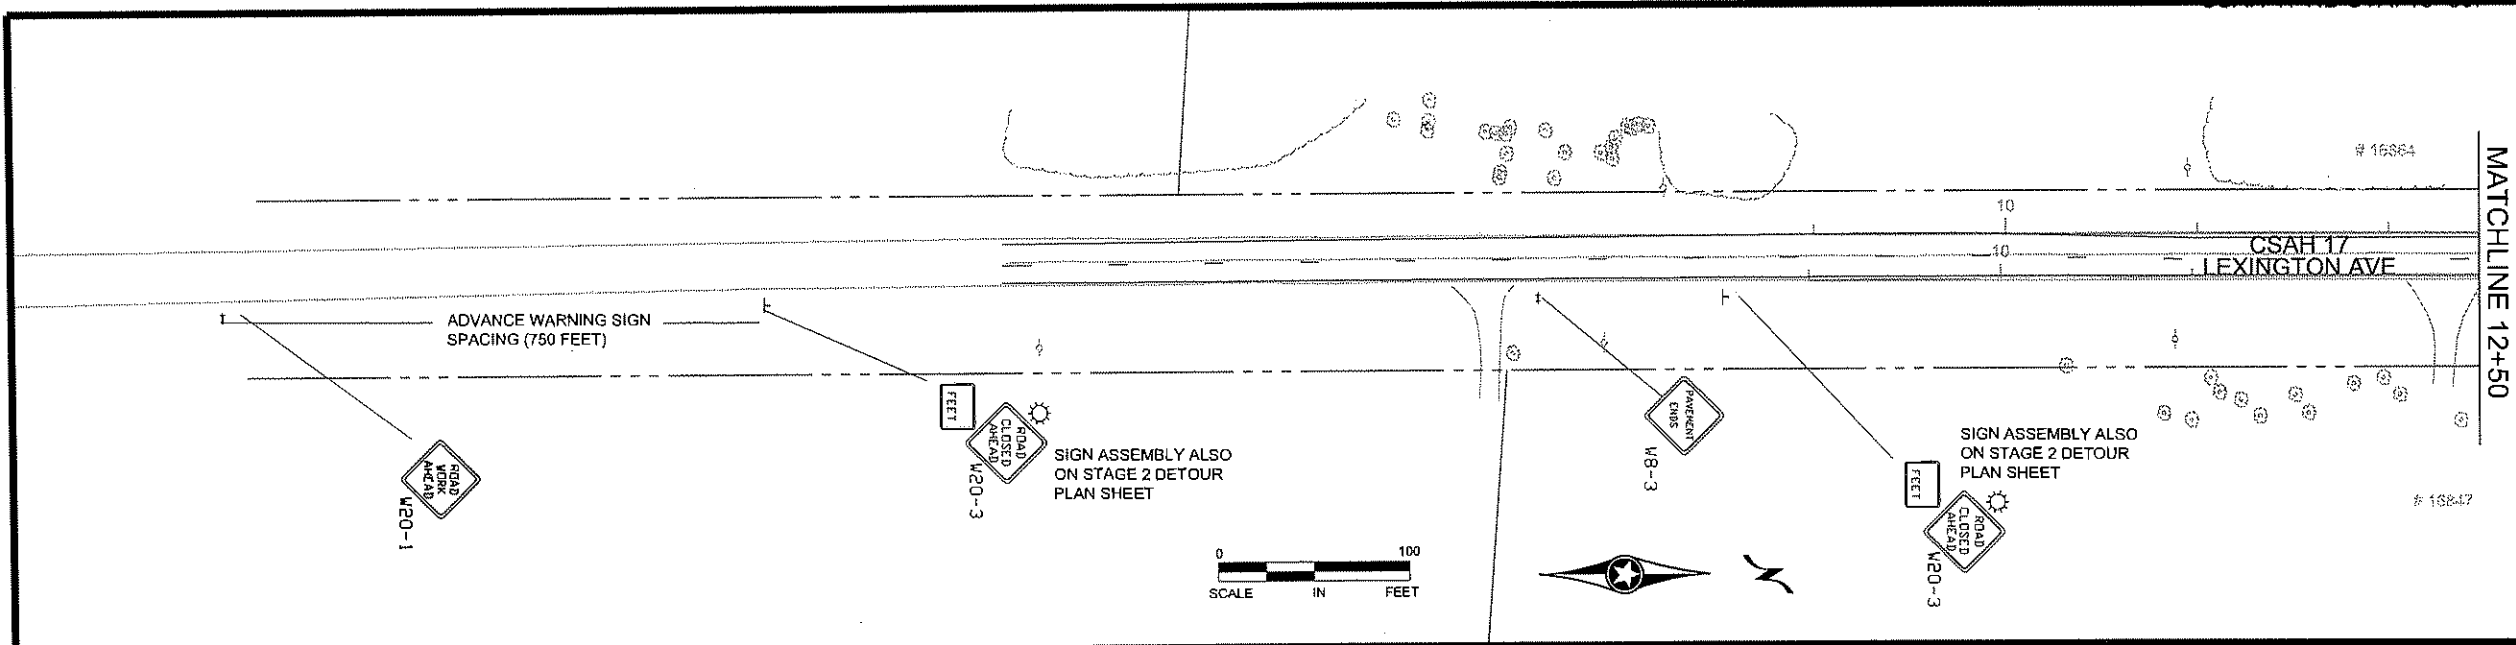 # 16864
MATCHLINE 12+50
10
10
CSAH 17
LEXINGTON AVE
ADVANCE WARNING SIGN
SPACING (750 FEET)
ROAD
WORK
AHEAD
W20-1
FEET
ROAD
CLOSED
AHEAD
W20-3
SIGN ASSEMBLY ALSO
ON STAGE 2 DETOUR
PLAN SHEET
PAVEMENT
ENDS
W8-3
SIGN ASSEMBLY ALSO
ON STAGE 2 DETOUR
PLAN SHEET
FEET
ROAD
CLOSED
AHEAD
W20-3
0 100
SCALE IN FEET